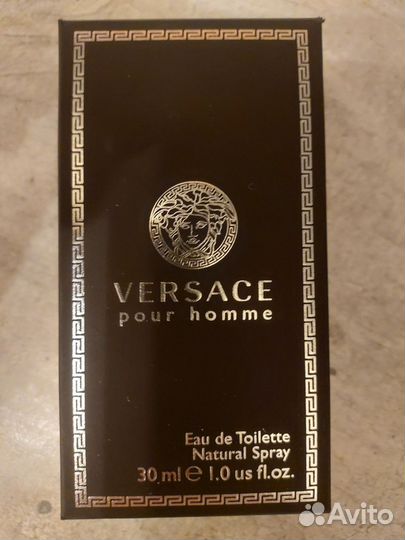 VERSACE
pour homme
Eau de Toilette
Natural Spray
30 ml ℮ 1.0 us fl.oz.
Avito